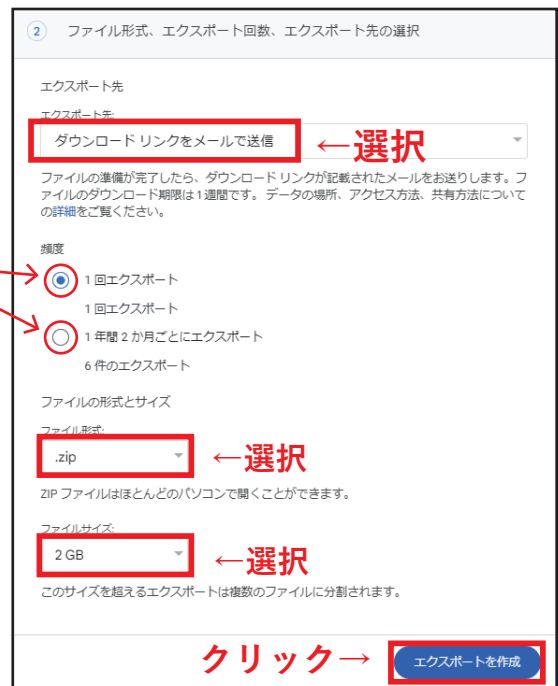 2 ファイル形式、エクスポート回数、エクスポート先の選択
エクスポート先
エクスポート先:
ダウンロード リンクをメールで送信 ←選択
ファイルの準備が完了したら、ダウンロード リンクが記載されたメールをお送りします。フ
ァイルのダウンロード期限は1週間です。 データの場所、アクセス方法、共有方法について
の詳細をご覧ください。
頻度
1 回エクスポート
1 回エクスポート
1 年間 2 か月ごとにエクスポート
6 件のエクスポート
ファイルの形式とサイズ
ファイル形式:
.zip ←選択
ZIP ファイルはほとんどのパソコンで開くことができます。
ファイルサイズ:
2 GB ←選択
このサイズを超えるエクスポートは複数のファイルに分割されます。
クリック→ エクスポートを作成